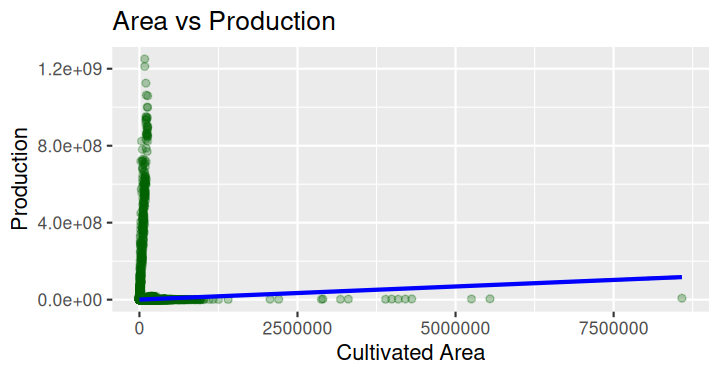 Area vs Production
1.2e+09
8.0e+08
4.0e+08
0.0e+00
Production
0 2500000 5000000 7500000
Cultivated Area